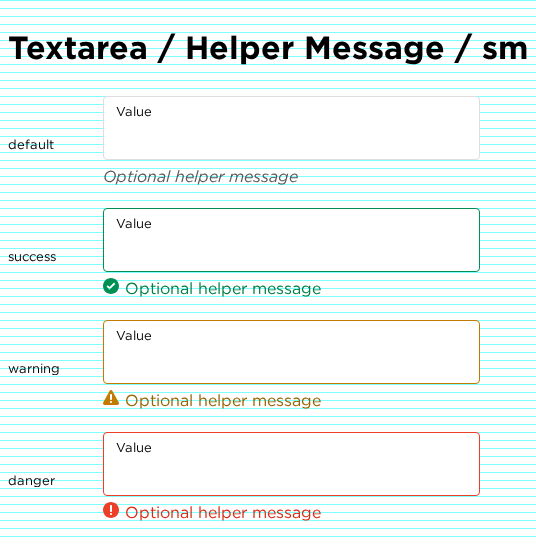 Textarea / Helper Message / sm
default
Value
Optional helper message
success
Value
Optional helper message
warning
Value
Optional helper message
danger
Value
Optional helper message